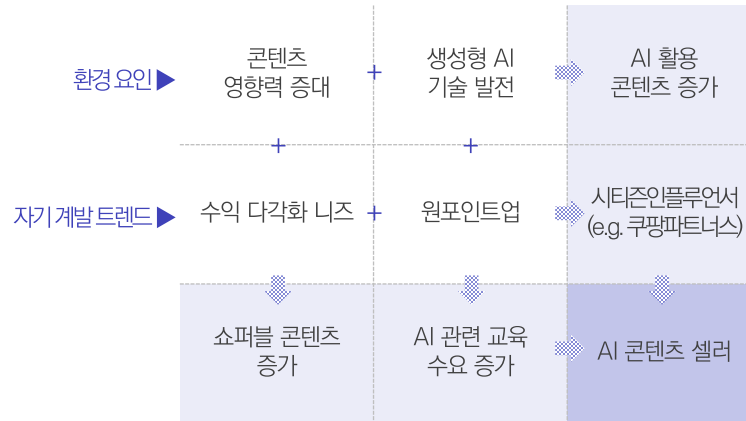 환경 요인▶
콘텐츠
영향력 증대
+
생성형 AI
기술 발전
AI 활용
콘텐츠 증가
+
+
자기 계발 트렌드▶
수익 다각화 니즈
+
원포인트업
시티즌인플루언서
(e.g. 쿠팡파트너스)
쇼퍼블 콘텐츠
증가
AI 관련 교육
수요 증가
AI 콘텐츠 셀러